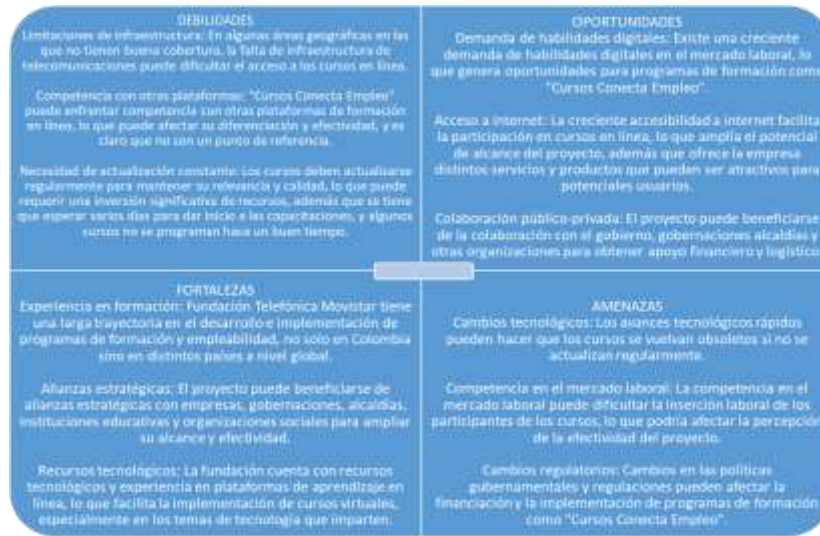 DEBILIDADES
Limitaciones de infraestructura: En algunas áreas geográficas en las
que no tienen buena cobertura, la falta de infraestructura de
telecomunicaciones puede dificultar el acceso a los cursos en línea.
Competencia con otras plataformas: "Cursos Conecta Empleo"
puede enfrentar competencia con otras plataformas de formación
en línea, lo que puede afectar su diferenciación y efectividad, y es
claro que no son un punto de referencia.
Necesidad de actualización constante: Los cursos deben actualizarse
regularmente para mantener su relevancia y calidad, lo que puede
requerir una inversión significativa de recursos, además que se tiene
que esperar varios días para dar inicio a las capacitaciones, y algunos
cursos no se programan hace un buen tiempo.
OPORTUNIDADES
Demanda de habilidades digitales: Existe una creciente
demanda de habilidades digitales en el mercado laboral, lo
que genera oportunidades para programas de formación como
"Cursos Conecta Empleo".
Acceso a internet: La creciente accesibilidad a internet facilita
la participación en cursos en línea, lo que amplía el potencial
de alcance del proyecto, además que ofrece la empresa
distintos servicios y productos que pueden ser atractivos para
potenciales usuarios.
Colaboración público-privada: El proyecto puede beneficiarse
de la colaboración con el gobierno, gobernaciones alcaldías y
otras organizaciones para obtener apoyo financiero y logístico.
FORTALEZAS
Experiencia en formación: Fundación Telefónica Movistar tiene
una larga trayectoria en el desarrollo e implementación de
programas de formación y empleabilidad, no solo en Colombia
sino en distintos países a nivel global.
Alianzas estratégicas: El proyecto puede beneficiarse de
alianzas estratégicas con empresas, gobernaciones, alcaldías,
instituciones educativas y organizaciones sociales para ampliar
su alcance y efectividad.
Recursos tecnológicos: La fundación cuenta con recursos
tecnológicos y experiencia en plataformas de aprendizaje en
línea, lo que facilita la implementación de cursos virtuales,
especialmente en los temas de tecnología que imparten.
AMENAZAS
Cambios tecnológicos: Los avances tecnológicos rápidos
pueden hacer que los cursos se vuelvan obsoletos si no se
actualizan regularmente.
Competencia en el mercado laboral: La competencia en el
mercado laboral puede dificultar la inserción laboral de los
participantes de los cursos, lo que podría afectar la percepción
de la efectividad del proyecto.
Cambios regulatorios: Cambios en las políticas
gubernamentales y regulaciones pueden afectar la
financiación y la implementación de programas de formación
como "Cursos Conecta Empleo".